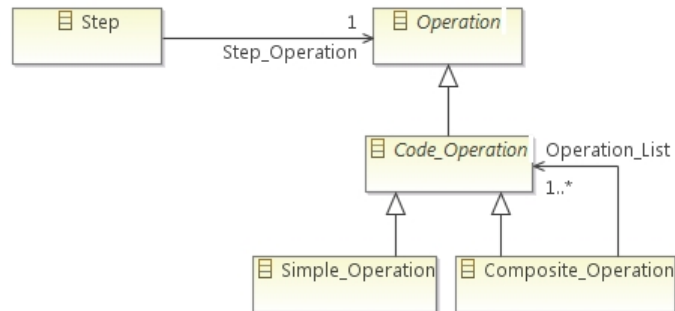 Step
1
Operation
Step_Operation
Code_Operation
Operation_List
1..*
Simple_Operation
Composite_Operation